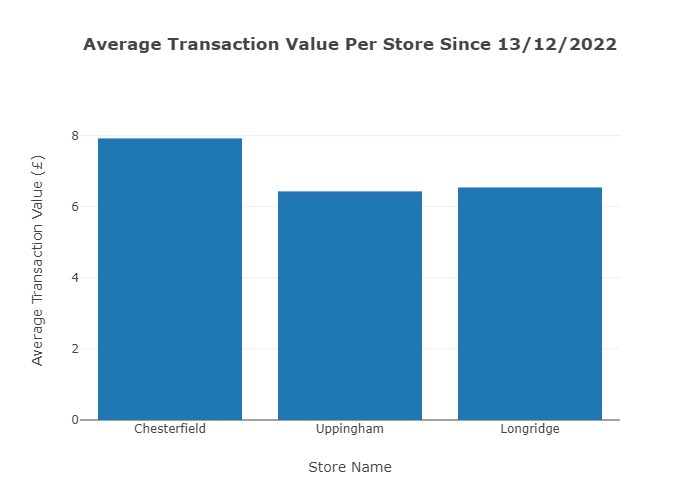 Average Transaction Value Per Store Since 13/12/2022
Average Transaction Value (£)
8
6
4
2
0
Chesterfield Uppingham Longridge
Store Name